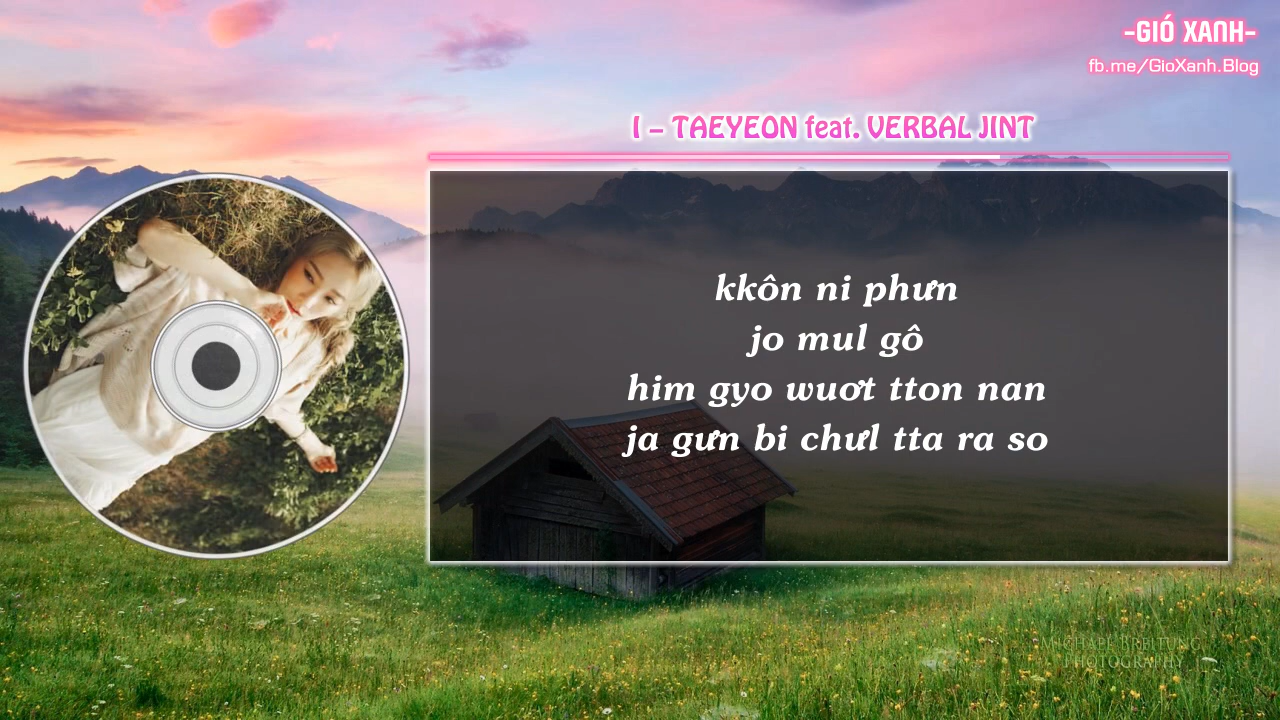 -GIÓ XANH-
fb.me/GioXanh.Blog
I – TAEYEON feat. VERBAL JINT
kkôn ni phưn
jo mul gô
him gyo wuơt tton nan
ja gưn bi chưl tta ra so
MICHAEL BREITUNG
PHOTOGRAPHY